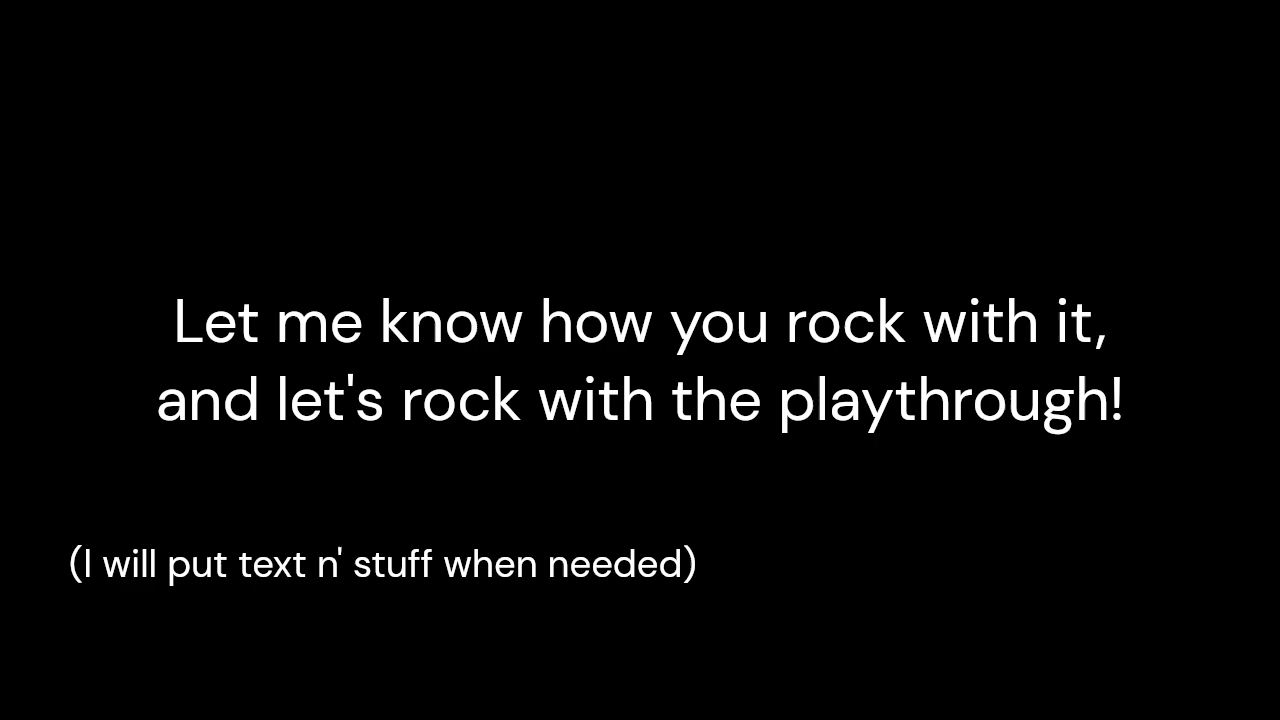 Let me know how you rock with it,
and let's rock with the playthrough!
(I will put text n' stuff when needed)